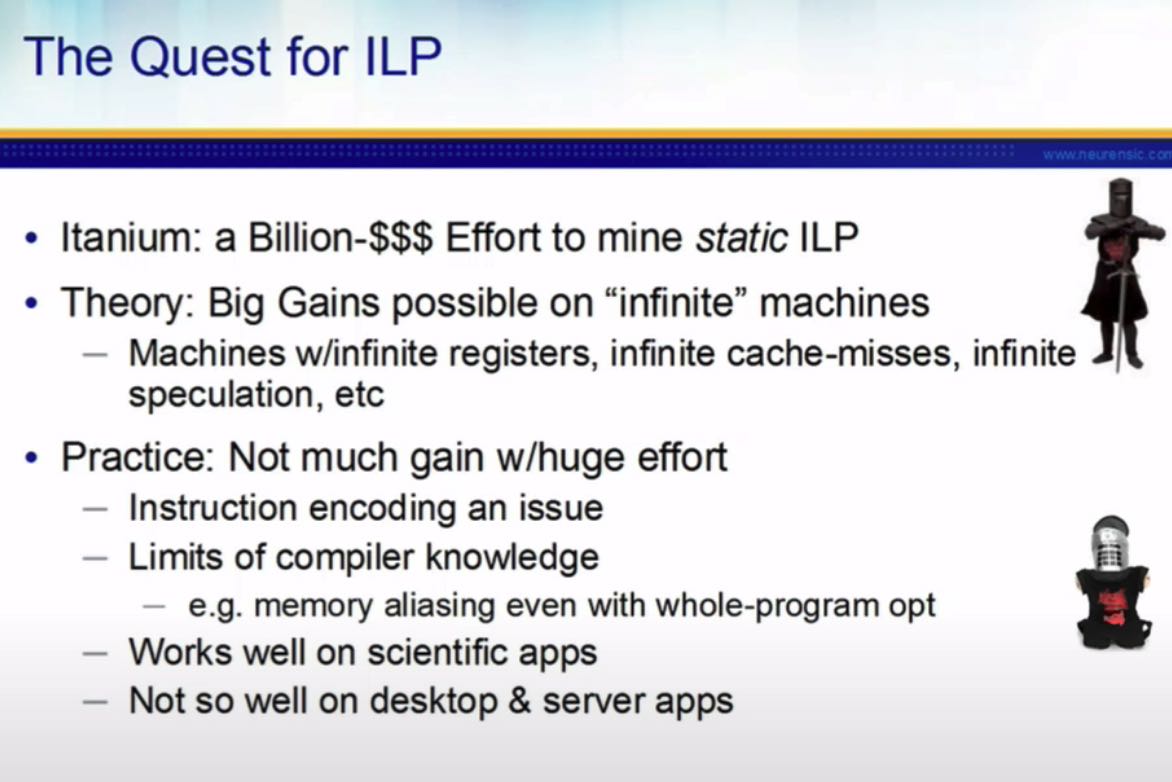 The Quest for ILP
www.neurensic.com
• Itanium: a Billion-$$$ Effort to mine static ILP
• Theory: Big Gains possible on “infinite” machines
– Machines w/infinite registers, infinite cache-misses, infinite
speculation, etc
• Practice: Not much gain w/huge effort
– Instruction encoding an issue
– Limits of compiler knowledge
– e.g. memory aliasing even with whole-program opt
– Works well on scientific apps
– Not so well on desktop & server apps